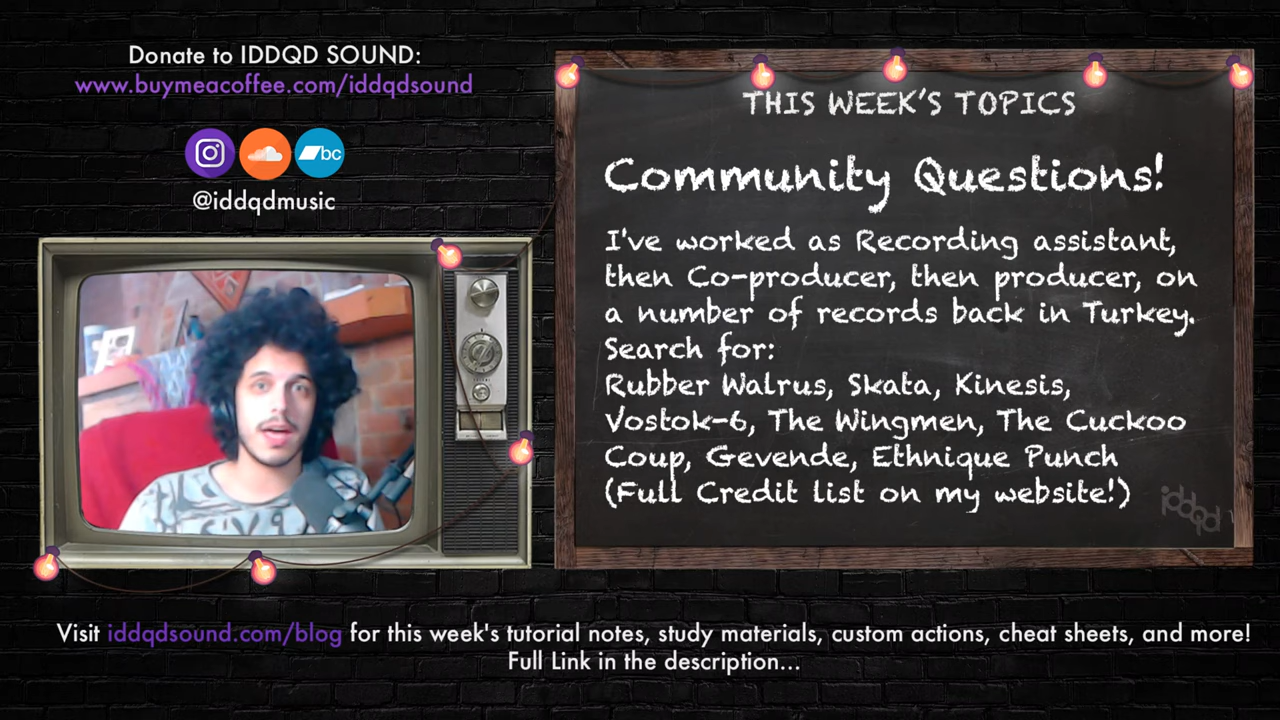 Donate to IDDQD SOUND:
www.buymeacoffee.com/iddqdsound
bc
@iddqdmusic
THIS WEEK'S TOPICS
Community Questions!
I've worked as Recording assistant,
then Co-producer, then producer, on
a number of records back in Turkey.
Search for:
Rubber Walrus, Skata, Kinesis,
Vostok-6, The Wingmen, The Cuckoo
Coup, Gevende, Ethnique Punch
(Full Credit list on my website!)
iddqd
Visit iddqdsound.com/blog for this week's tutorial notes, study materials, custom actions, cheat sheets, and more!
Full Link in the description...